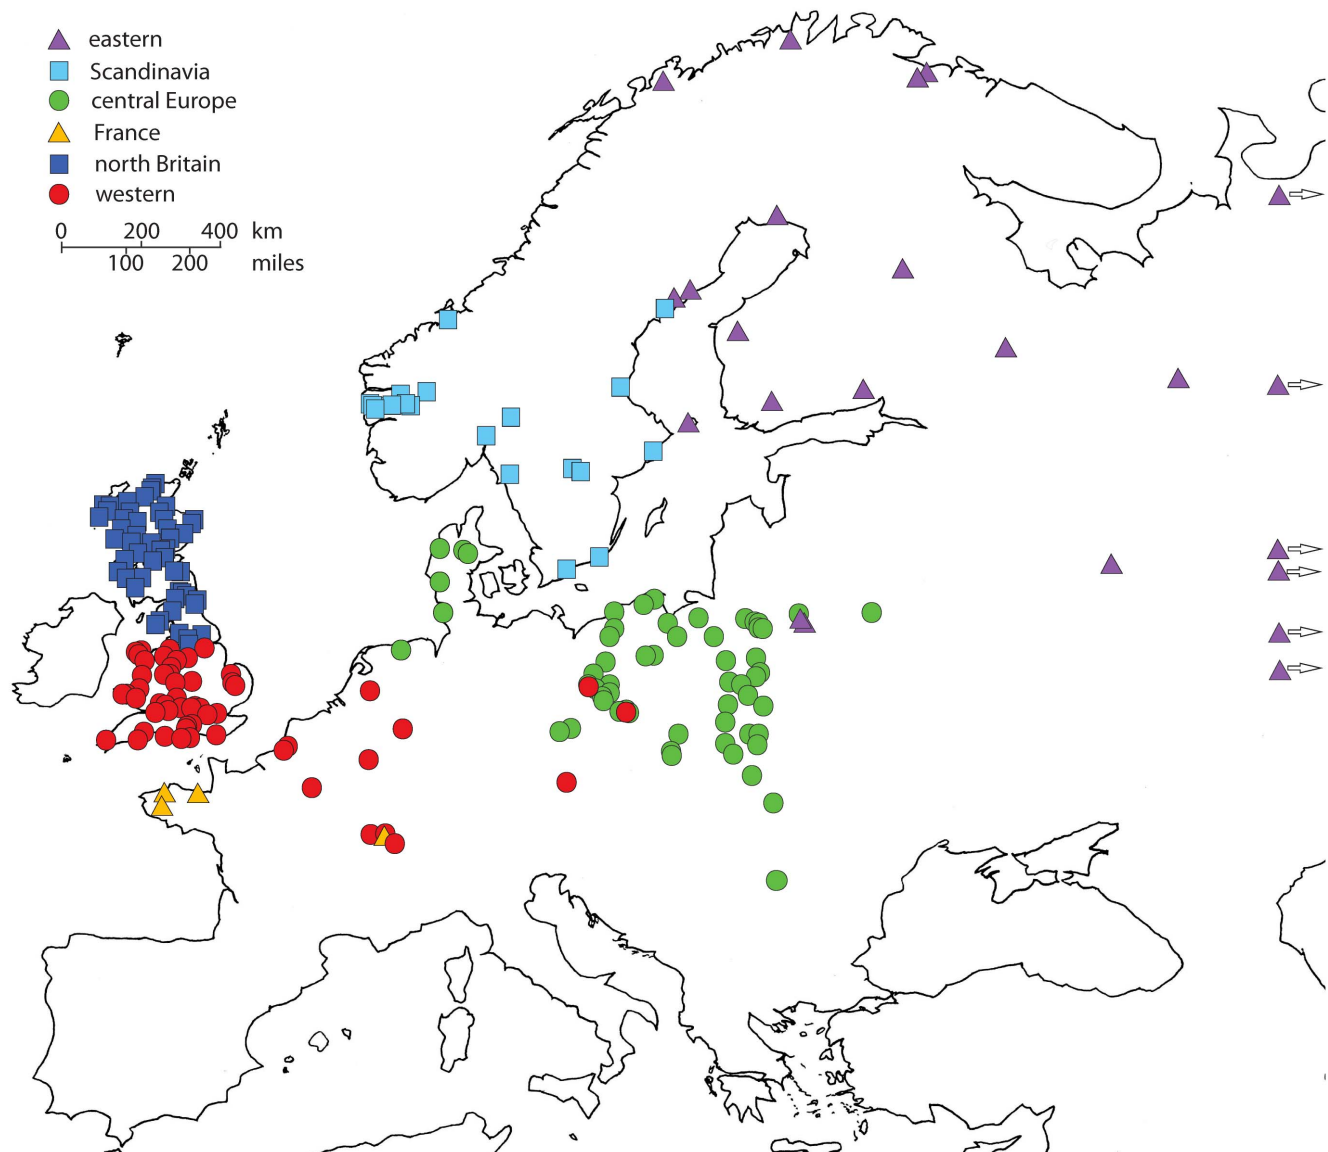 eastern
Scandinavia
central Europe
France
north Britain
western
0 200 400 km
100 200 miles